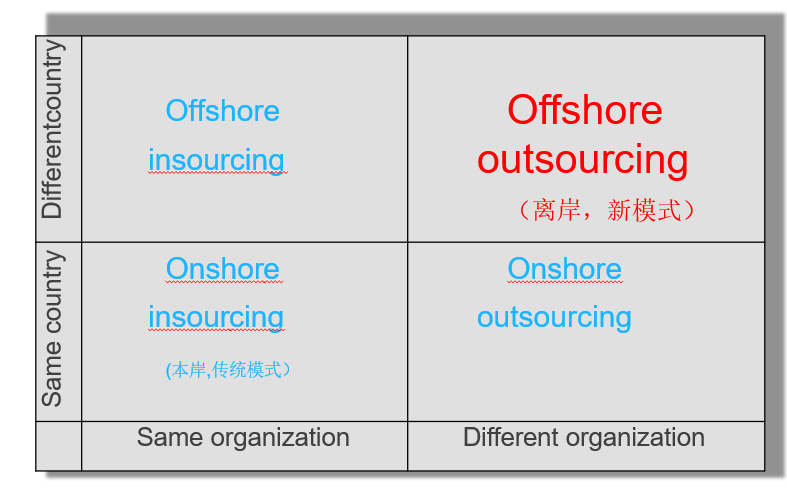 Differentcountry
Offshore
insourcing
Offshore
outsourcing
（离岸，新模式）
Same country
Onshore
insourcing
(本岸,传统模式）
Onshore
outsourcing
Same organization
Different organization